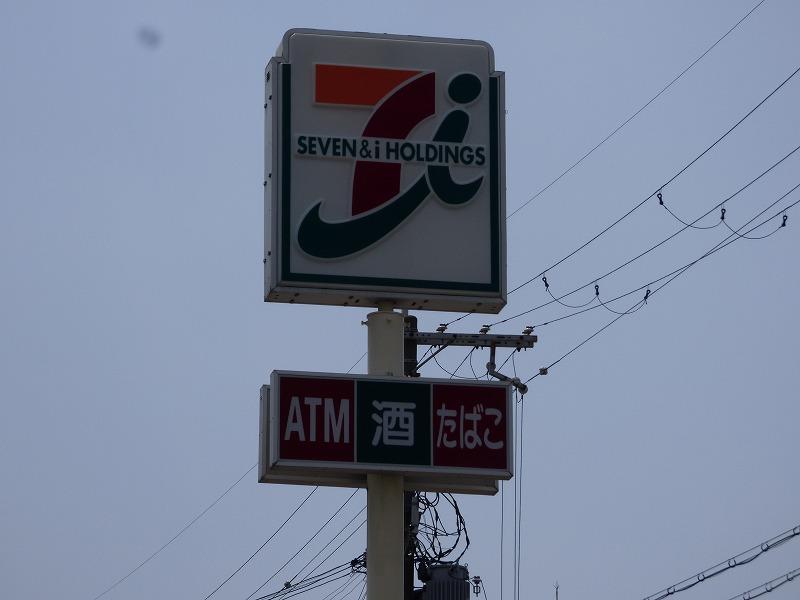 SEVEN & i HOLDINGS
ATM 酒 たばこ